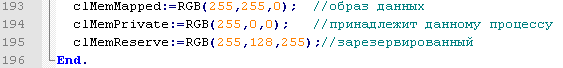 193 clMemMapped:=RGB(255,255,0); //образ данных
194 clMemPrivate:=RGB(255,0,0); //принадлежит данному процессу
195 clMemReserve:=RGB(255,128,255);//зарезервированный
196 End.